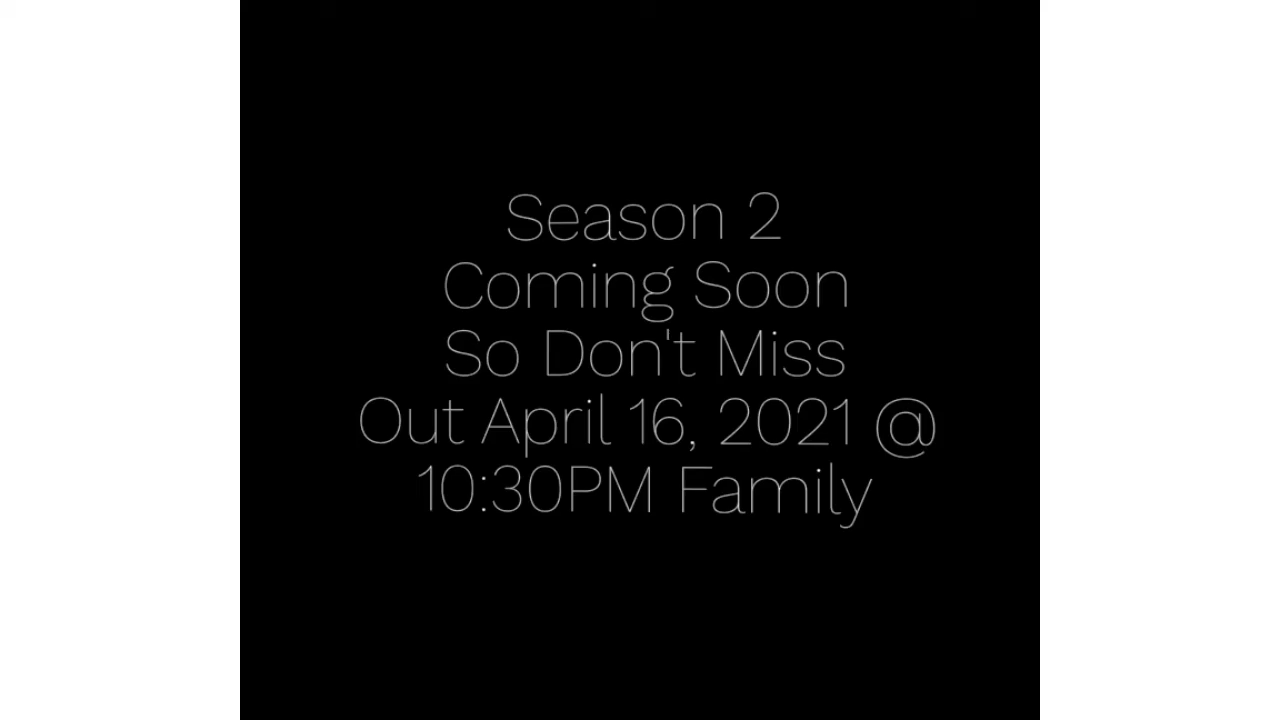 Season 2
Coming Soon
So Don't Miss
Out April 16, 2021 @
10:30PM Family